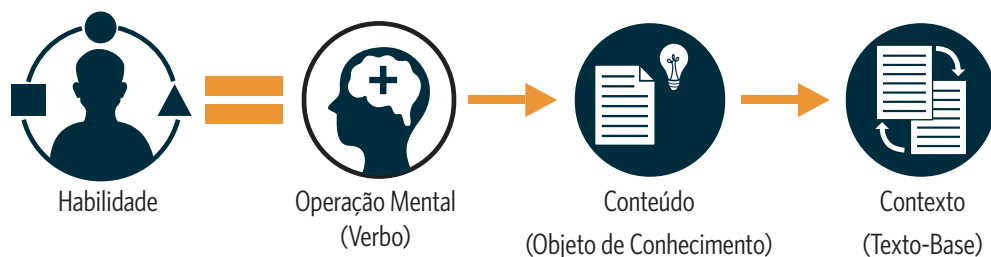 Habilidade
Operação Mental
(Verbo)
Conteúdo
(Objeto de Conhecimento)
Contexto
(Texto-Base)